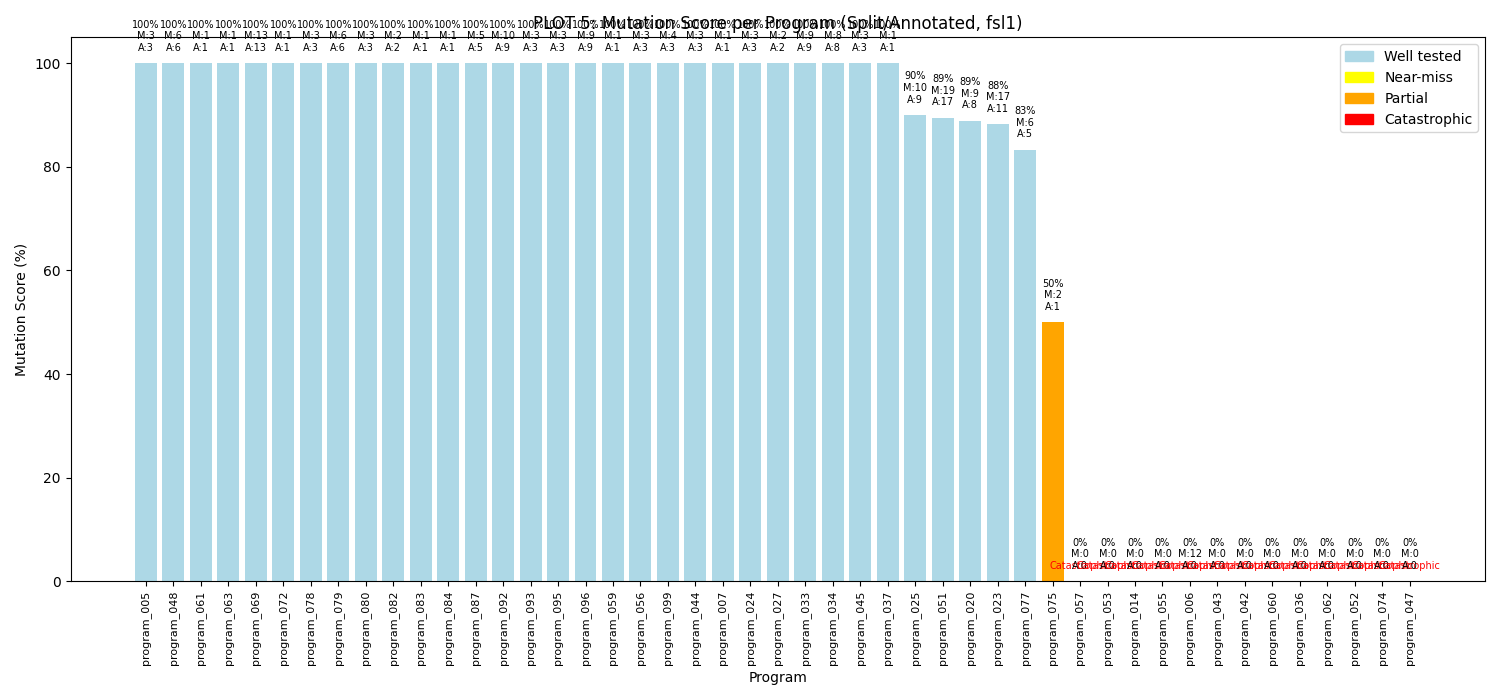 PLOT 5: Mutation Score per Program (Split/Annotated, fsl1)
100% 100% 100% 100% 100% 100% 100% 100% 100% 100% 100% 100% 100% 100% 100% 100% 100% 100% 100% 100% 100% 100% 100% 100% 100% 100% 100% 100%
M:3 M:6 M:1 M:1 M:13 M:1 M:3 M:6 M:3 M:2 M:1 M:1 M:5 M:10 M:3 M:3 M:9 M:1 M:3 M:4 M:3 M:1 M:3 M:2 M:9 M:8 M:3 M:1
A:3 A:6 A:1 A:1 A:13 A:1 A:3 A:6 A:3 A:2 A:1 A:1 A:5 A:9 A:3 A:3 A:9 A:1 A:3 A:3 A:3 A:1 A:3 A:2 A:9 A:8 A:3 A:1
90%
M:10
A:9
89%
M:19
A:17
89%
M:9
A:8
88%
M:17
A:11
83%
M:6
A:5
50%
M:2
A:1
0% 0% 0% 0% 0% 0% 0% 0% 0% 0% 0% 0% 0%
M:0 M:0 M:0 M:0 M:12 M:0 M:0 M:0 M:0 M:0 M:0 M:0 M:0
Well tested
Near-miss
Partial
Catastrophic
Mutation Score (%)
100
80
60
40
20
0
program_005
program_048
program_061
program_063
program_069
program_072
program_078
program_079
program_080
program_082
program_083
program_084
program_087
program_092
program_093
program_095
program_096
program_059
program_056
program_099
program_044
program_007
program_024
program_027
program_033
program_034
program_045
program_037
program_025
program_051
program_020
program_023
program_077
program_075
program_057
program_053
program_014
program_055
program_006
program_043
program_042
program_060
program_036
program_062
program_052
program_074
program_047
Program